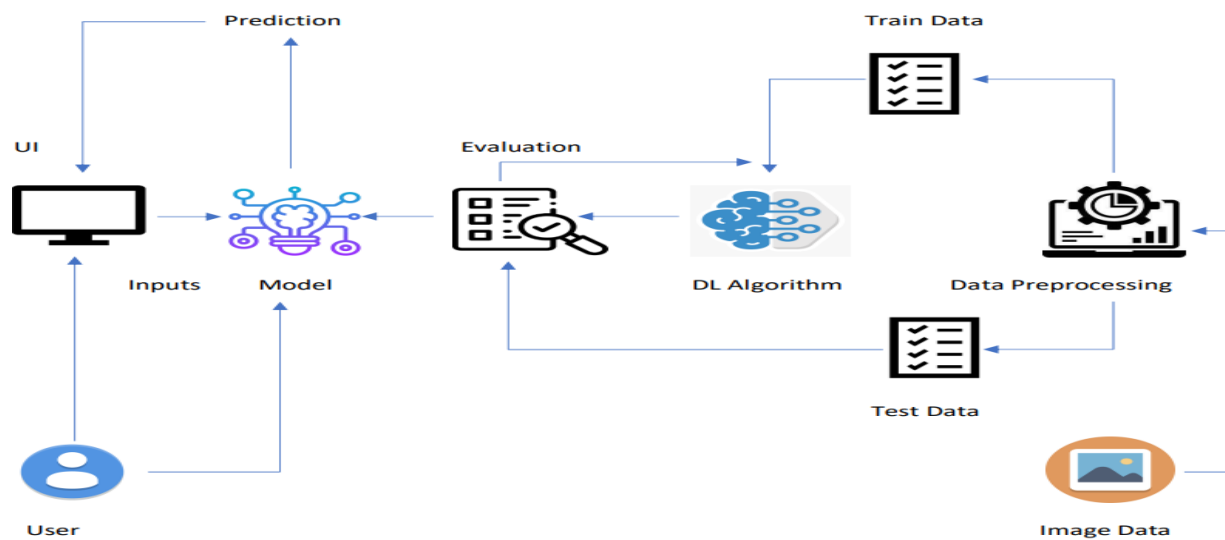 Prediction
Train Data
UI
Evaluation
Inputs
Model
DL Algorithm
Data Preprocessing
Test Data
User
Image Data